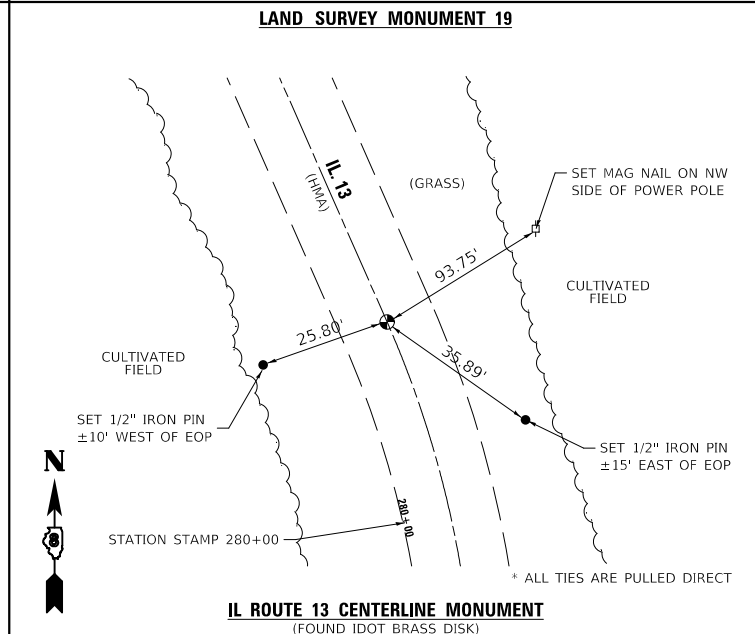 LAND SURVEY MONUMENT 19
IL. 13
(HMA)
(GRASS)
SET MAG NAIL ON NW
SIDE OF POWER POLE
93.75'
CULTIVATED
FIELD
25.80'
35.89'
CULTIVATED
FIELD
SET 1/2" IRON PIN
±10' WEST OF EOP
SET 1/2" IRON PIN
±15' EAST OF EOP
N
8
280+00
STATION STAMP 280+00
* ALL TIES ARE PULLED DIRECT
IL ROUTE 13 CENTERLINE MONUMENT
(FOUND IDOT BRASS DISK)